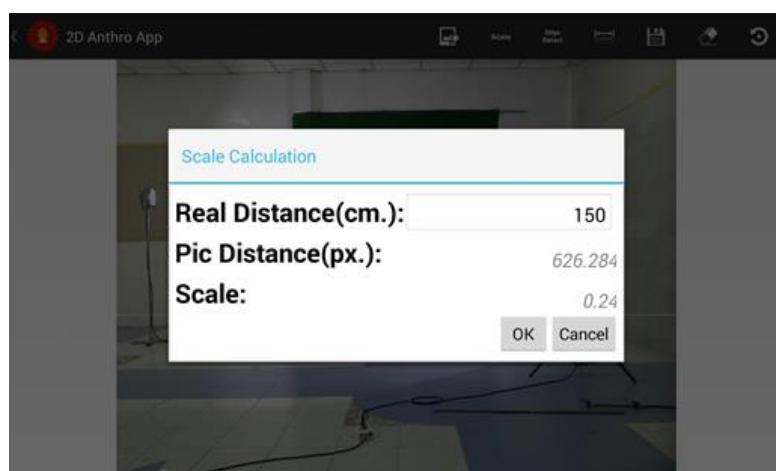 2D Anthro App
Scale
Edge
Detect
Scale Calculation
Real Distance(cm.): 150
Pic Distance(px.): 626.284
Scale: 0.24
OK Cancel